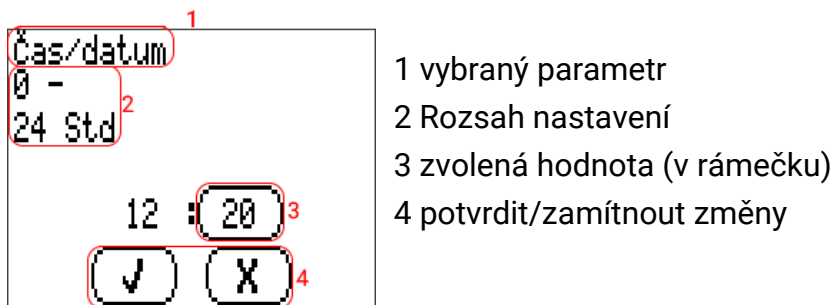 1
Čas/datum
0 -
24 Std
2
12 : 20 3
✓ X 4
1 vybraný parametr
2 Rozsah nastavení
3 zvolená hodnota (v rámečku)
4 potvrdit/zamítnout změny